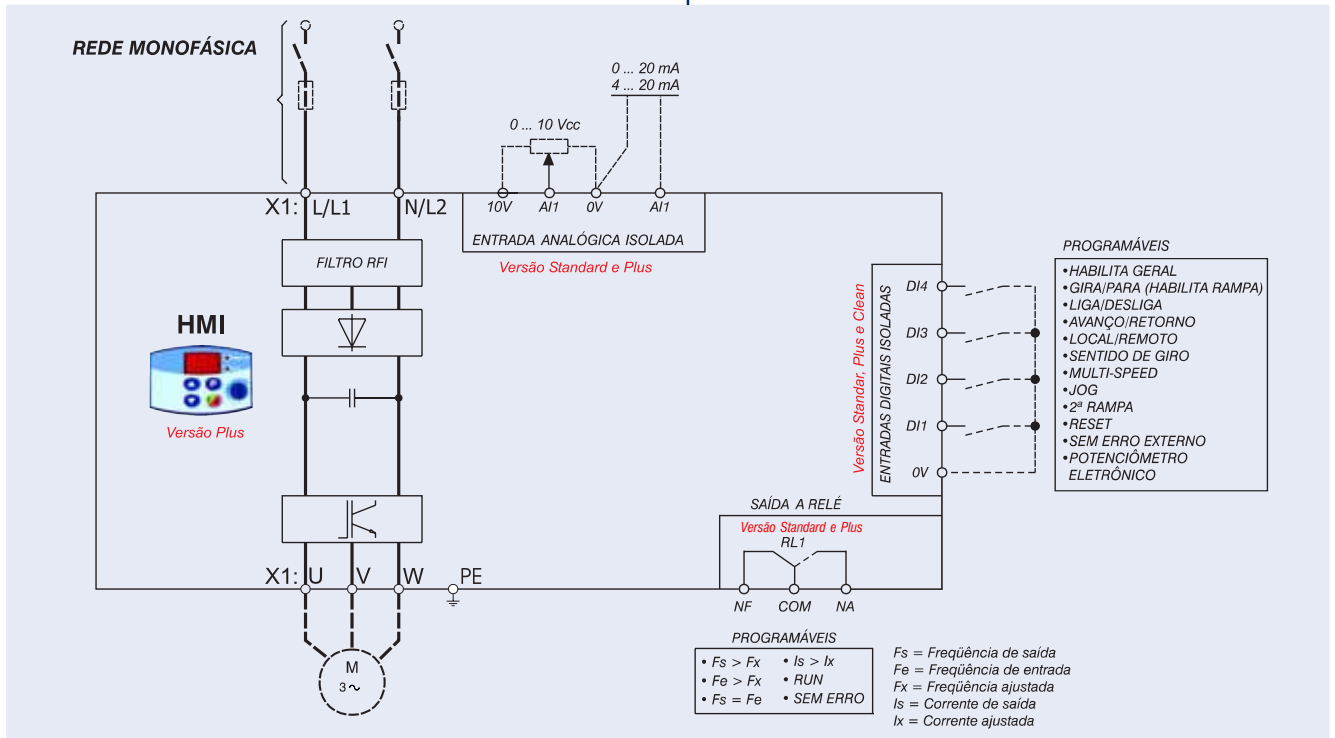 REDE MONOFÁSICA
0 ... 20 mA
4 ... 20 mA
0 ... 10 Vcc
X1: L/L1 N/L2
10V AI1 0V AI1
ENTRADA ANALÓGICA ISOLADA
Versão Standard e Plus
FILTRO RFI
HMI
Versão Plus
Versão Standar, Plus e Clean
ENTRADAS DIGITAIS ISOLADAS
DI4
DI3
DI2
DI1
0V
PROGRAMÁVEIS
•HABILITA GERAL
•GIRA/PARA (HABILITA RAMPA)
•LIGA/DESLIGA
•AVANÇO/RETORNO
•LOCAL/REMOTO
•SENTIDO DE GIRO
•MULTI-SPEED
•JOG
•2ª RAMPA
•RESET
•SEM ERRO EXTERNO
•POTENCIÔMETRO
ELETRÔNICO
SAÍDA A RELÉ
Versão Standard e Plus
RL1
NF COM NA
X1: U V W PE
M
3~
PROGRAMÁVEIS
• Fs > Fx • Is > Ix
• Fe > Fx • RUN
• Fs = Fe • SEM ERRO
Fs = Freqüência de saída
Fe = Freqüência de entrada
Fx = Freqüência ajustada
Is = Corrente de saída
Ix = Corrente ajustada